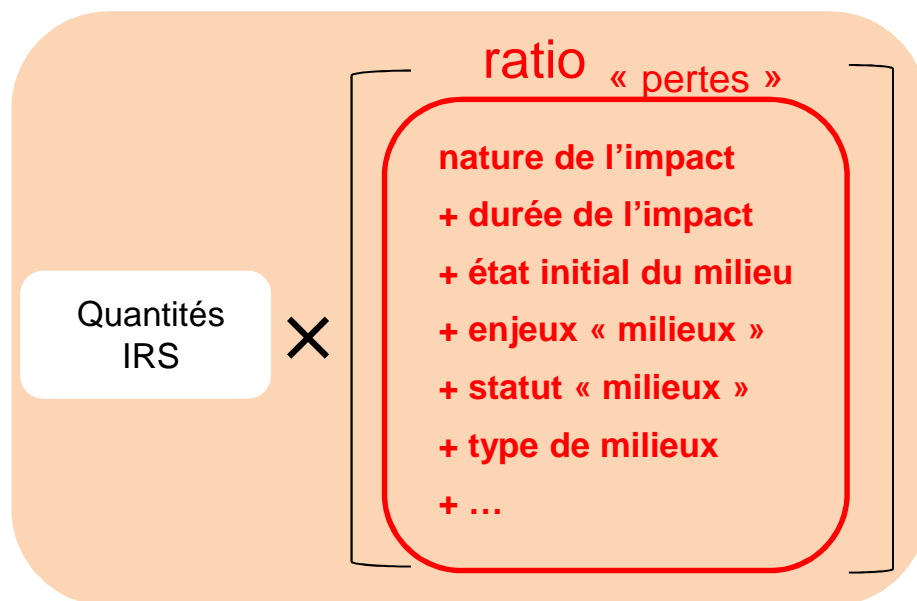 ratio « pertes »
nature de l’impact
+ durée de l’impact
+ état initial du milieu
+ enjeux « milieux »
+ statut « milieux »
+ type de milieux
+ …
Quantités
IRS
×